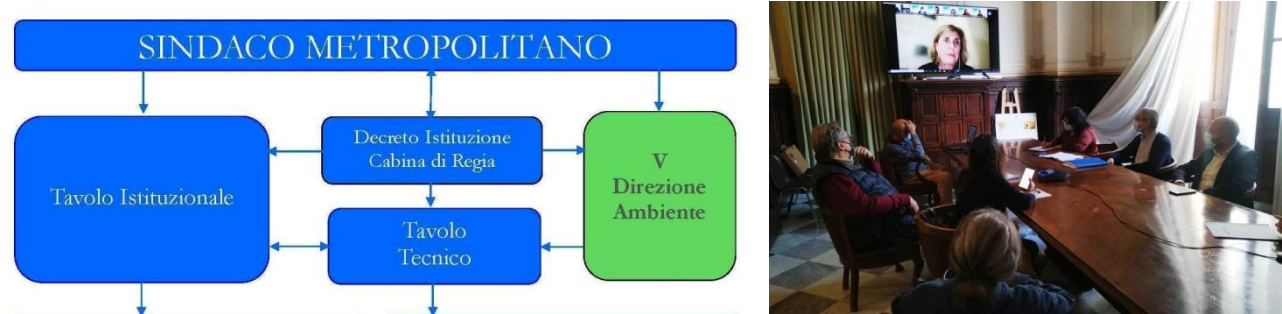 SINDACO METROPOLITANO
Decreto Istituzione
Cabina di Regia
Tavolo Istituzionale
V
Direzione
Ambiente
Tavolo
Tecnico